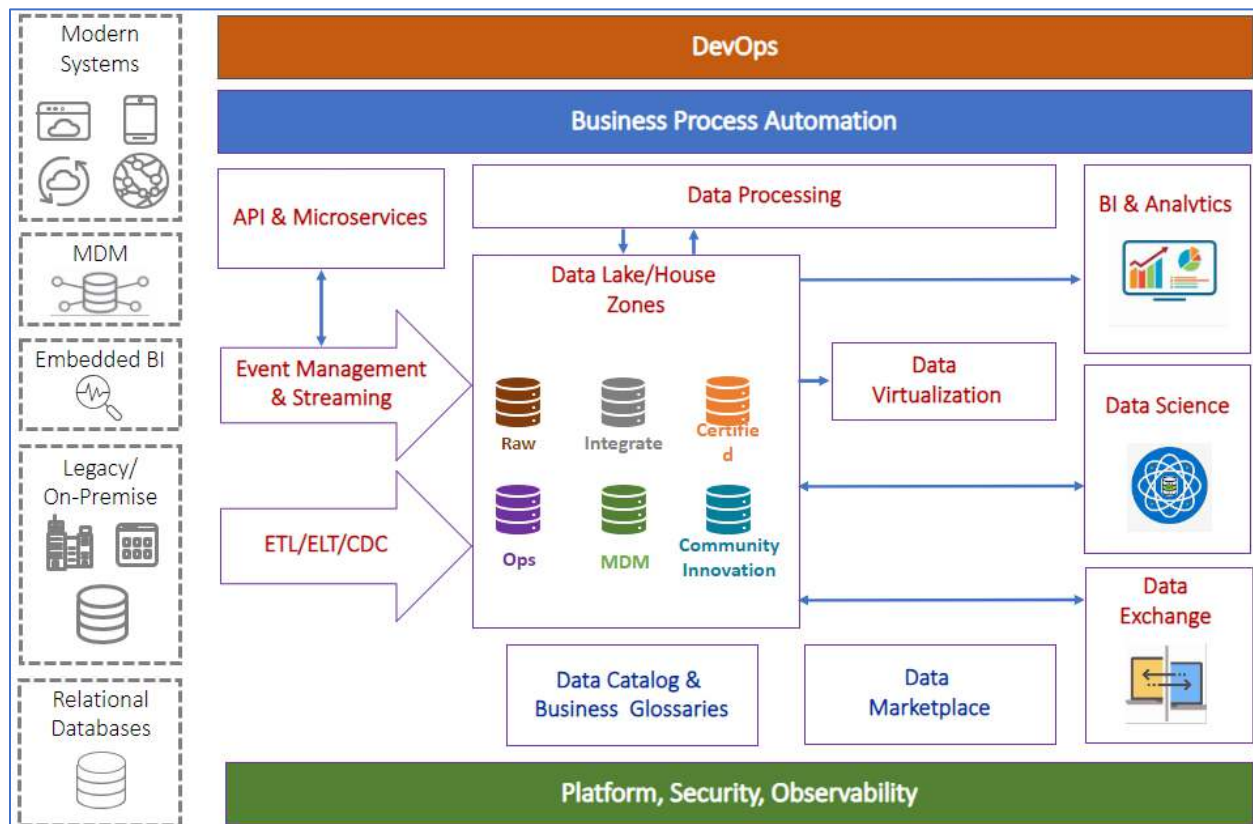 Modern
Systems
MDM
Embedded BI
Legacy/
On-Premise
Relational
Databases
DevOps
Business Process Automation
API & Microservices
Data Processing
BI & Analytics
Data Lake/House
Zones
Event Management
& Streaming
Data
Virtualization
Data Science
Raw
Integrate
Certifie
d
ETL/ELT/CDC
Ops
MDM
Community
Innovation
Data
Exchange
Data Catalog &
Business Glossaries
Data
Marketplace
Platform, Security, Observability